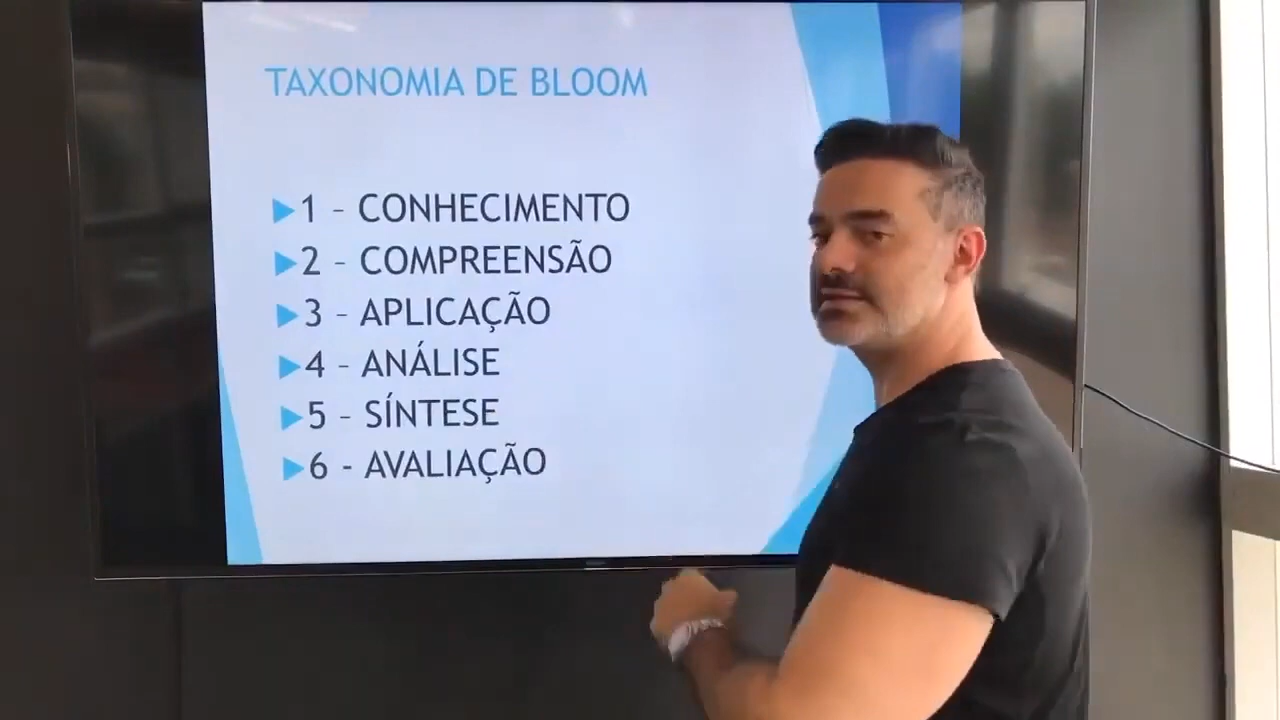 TAXONOMIA DE BLOOM
1 – CONHECIMENTO
2 – COMPREENSÃO
3 – APLICAÇÃO
4 – ANÁLISE
5 – SÍNTESE
6 - AVALIAÇÃO